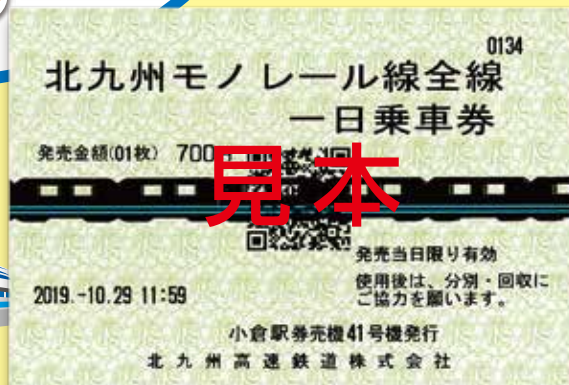 0134
北九州モノレール線全線
一日乗車券
発売金額(01枚) 700
見本
発売当日限り有効
使用後は、分別・回収に
ご協力を願います。
2019.-10.29 11:59
小倉駅券売機41号機発行
北九州高速鉄道株式会社